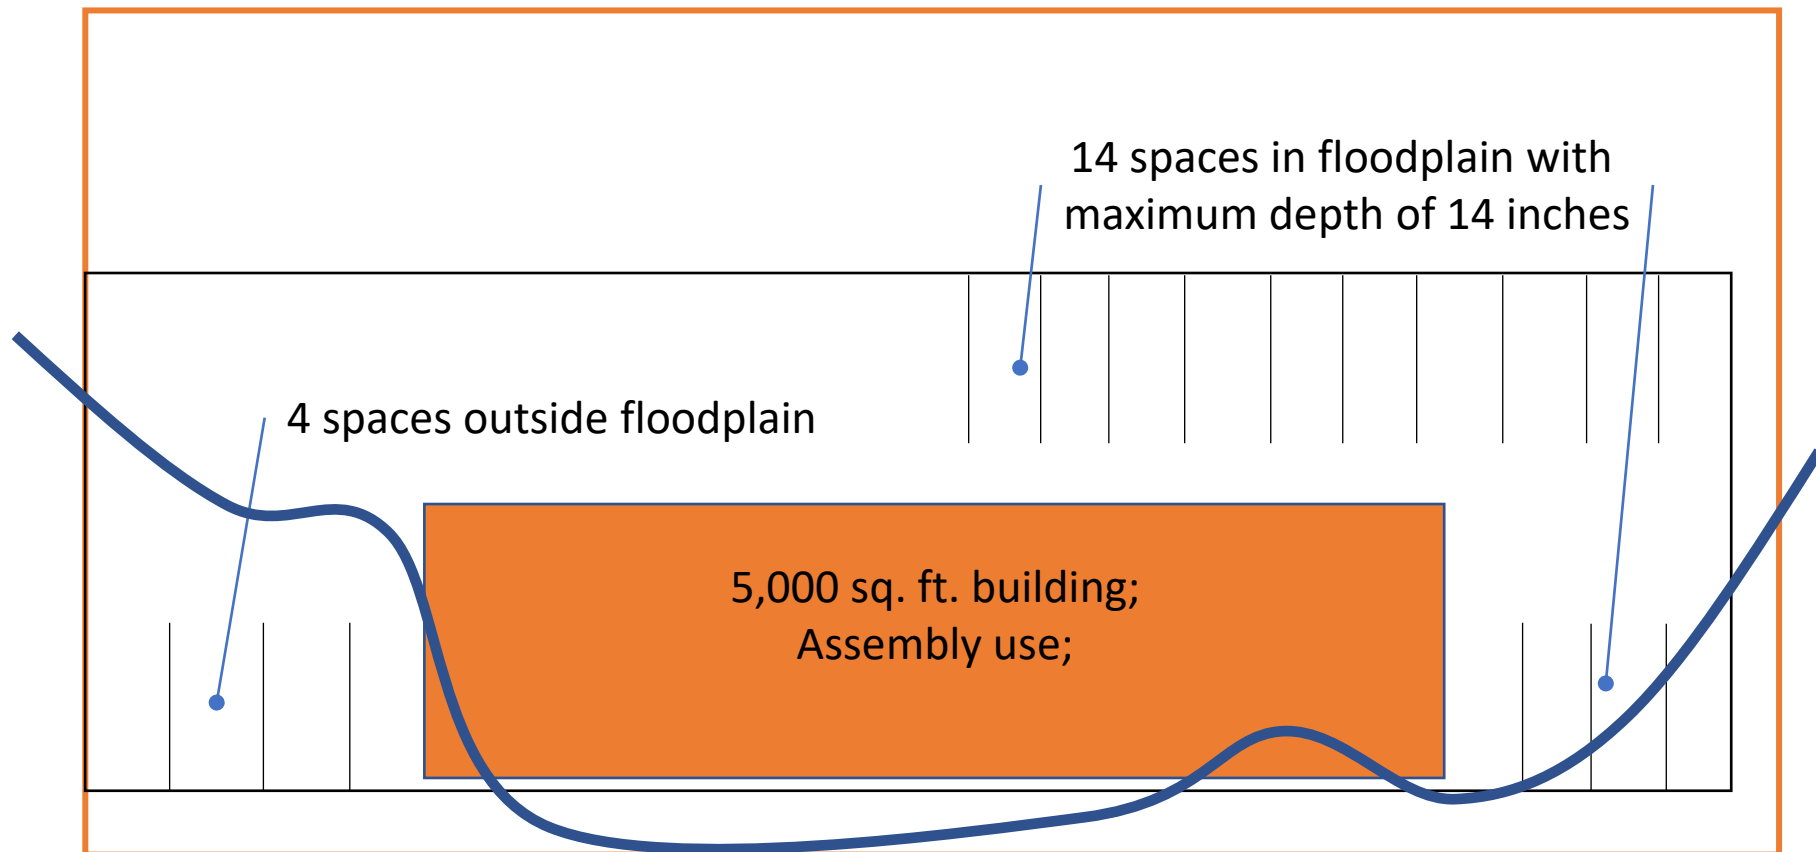 14 spaces in floodplain with
maximum depth of 14 inches
4 spaces outside floodplain
5,000 sq. ft. building;
Assembly use;